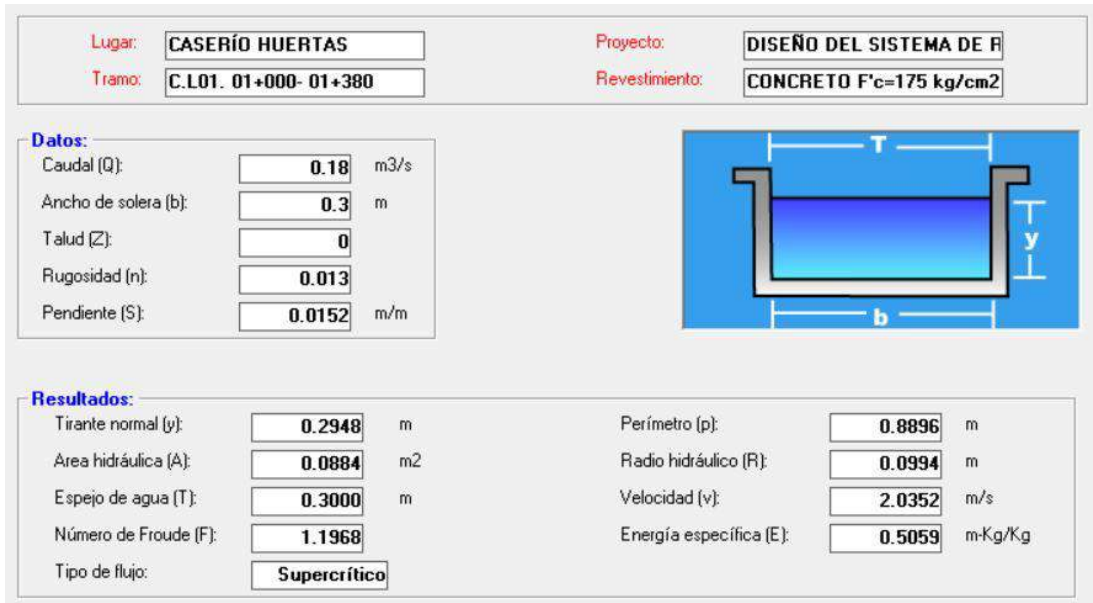 Lugar: CASERÍO HUERTAS Proyecto: DISEÑO DEL SISTEMA DE R
Tramo: C.L01. 01+000- 01+380 Revestimiento: CONCRETO F'c=175 kg/cm2
Datos:
Caudal (Q): 0.18 m3/s
Ancho de solera (b): 0.3 m
Talud (Z): 0
Rugosidad (n): 0.013
Pendiente (S): 0.0152 m/m
T
y
b
Resultados:
Tirante normal (y): 0.2948 m Perímetro (p): 0.8896 m
Area hidráulica (A): 0.0884 m2 Radio hidráulico (R): 0.0994 m
Espejo de agua (T): 0.3000 m Velocidad (v): 2.0352 m/s
Número de Froude (F): 1.1968 Energía específica (E): 0.5059 m-Kg/Kg
Tipo de flujo: Supercrítico